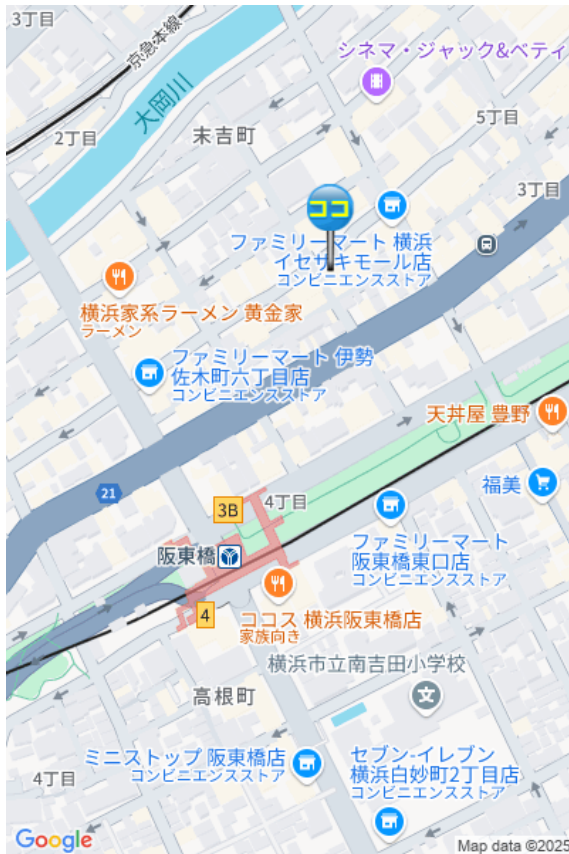 3丁目
京急本線
シネマ・ジャック&ベティ
大岡川
5丁目
2丁目
末吉町
3丁目
ココ
ファミリーマート 横浜
イセザキモール店
コンビニエンスストア
横浜家系ラーメン 黄金家
ラーメン
ファミリーマート 伊勢
佐木町六丁目店
コンビニエンスストア
天丼屋 豊野
21
福美
3B
4丁目
阪東橋
ファミリーマート
阪東橋東口店
コンビニエンスストア
4
ココス 横浜阪東橋店
家族向き
横浜市立南吉田小学校
文
高根町
ミニストップ 阪東橋店
コンビニエンスストア
セブン-イレブン
横浜白妙町2丁目店
コンビニエンスストア
4丁目
Google
Map data ©2025